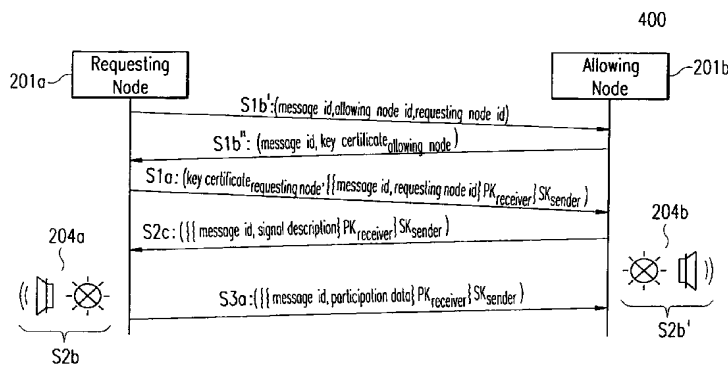 400
Requesting
Node
201a
Allowing
Node
201b
S1b': (message id,allowing node id,requesting node id)
S1b": (message id, key certificate allowing node)
S1a: (key certificate requesting node, {{message id, requesting node id} PK receiver } SK sender )
204a
S2c: ({{ message id, signal description} PK receiver } SK sender )
204b
S3a: ({{ message id, participation data} PK receiver } SK sender )
S2b
S2b'